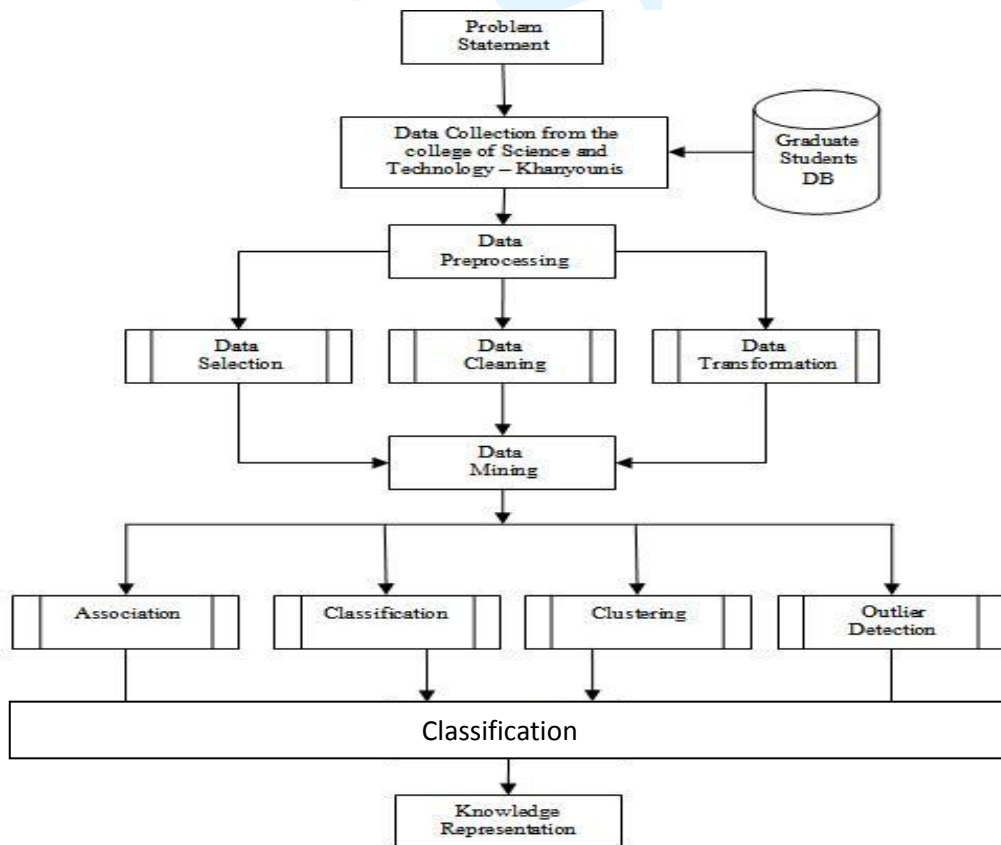 Problem
Statement
Data Collection from the
college of Science and
Technology – Khanyounis
Graduate
Students
DB
Data
Preprocessing
Data
Selection
Data
Cleaning
Data
Transformation
Data
Mining
Association
Classification
Clustering
Outlier
Detection
Classification
Knowledge
Representation